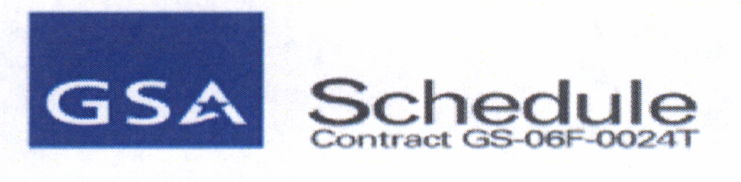 GSA
Schedule
Contract GS-06F-0024T